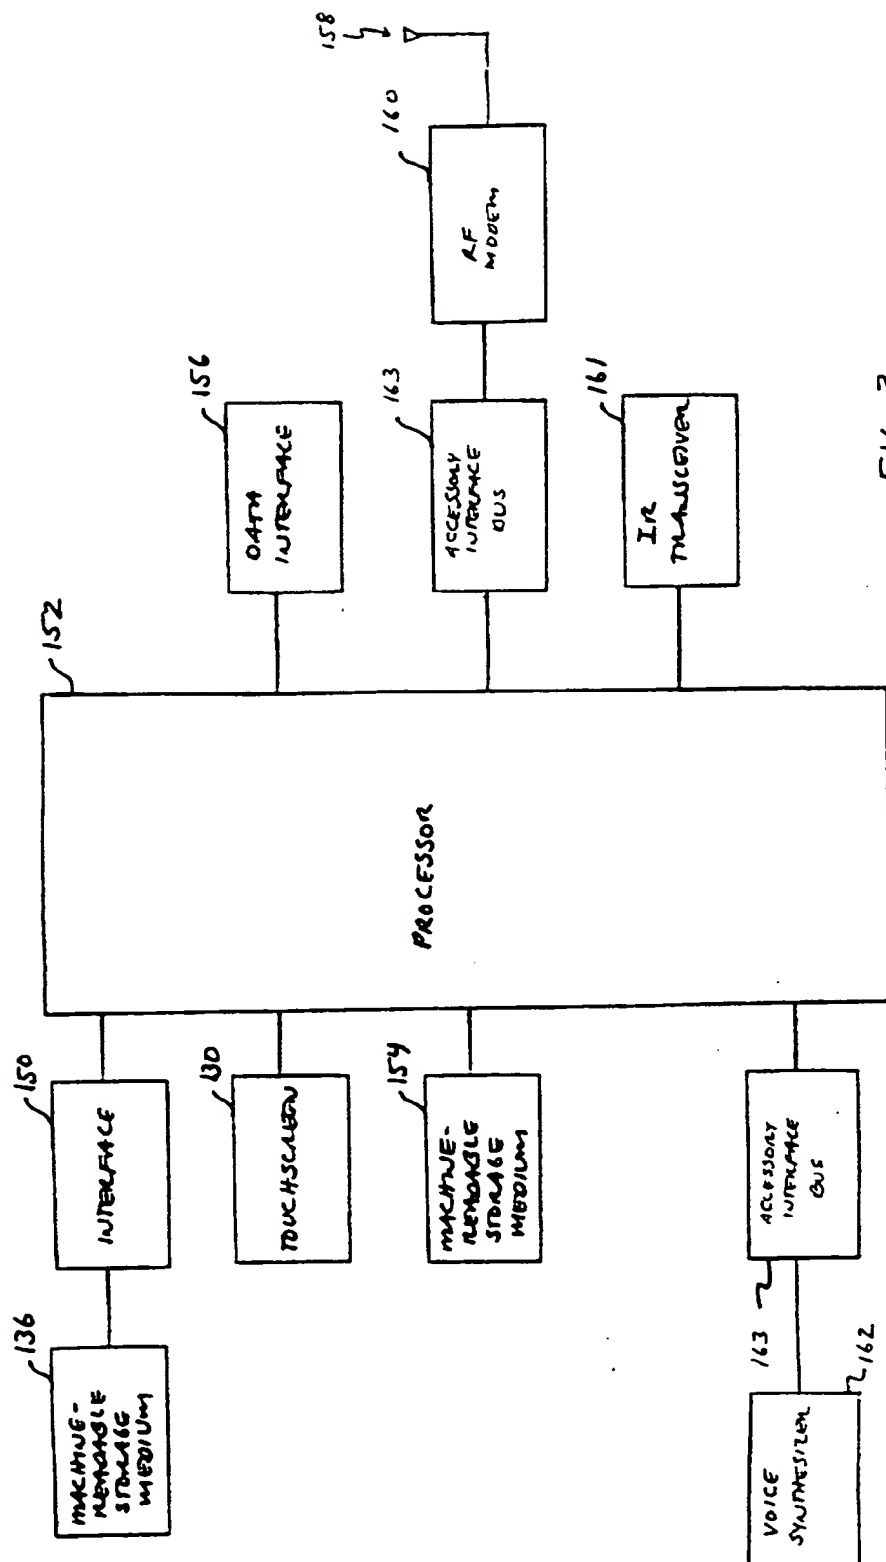 136
MACHINE-
READABLE
STORAGE
MEDIUM
150
INTERFACE
130
TOUCHSCREEN
154
MACHINE-
READABLE
STORAGE
MEDIUM
163
ACCESSORY
INTERFACE
BUS
162
VOICE
SYNTHESIZER
152
PROCESSOR
156
DATA
INTERFACE
163
ACCESSORY
INTERFACE
BUS
161
IR
TRANSCEIVER
160
RF
MODEM
158